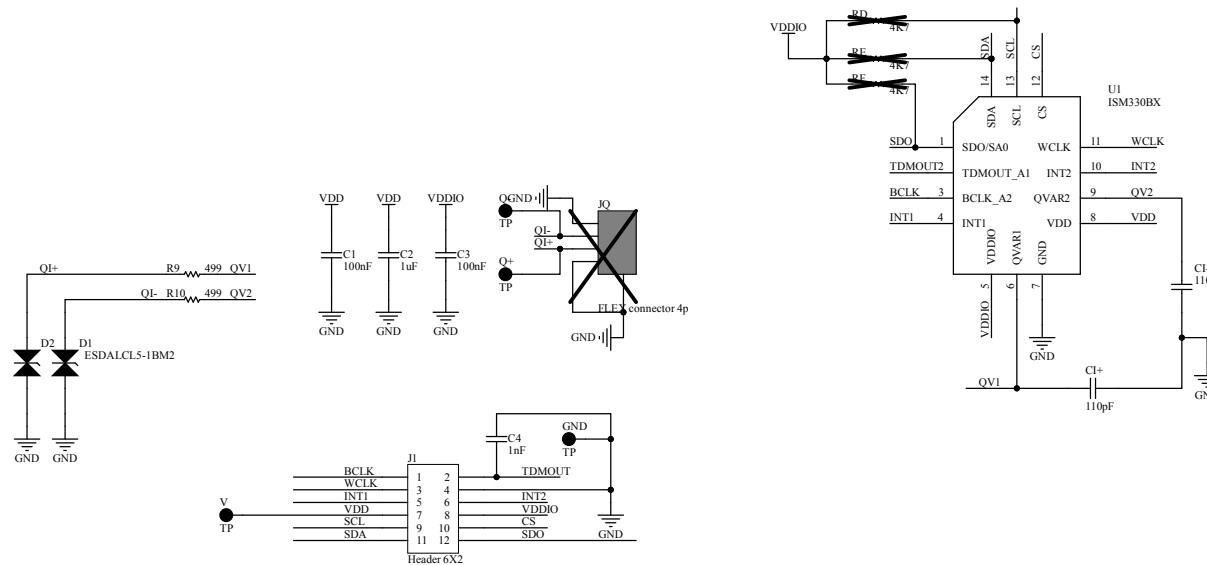 RD
4K7
VDDIO
RE
4K7
RF
4K7
SDA
SCL
CS
14
13
12
U1
ISM330BX
SDA
SCL
CS
SDO
1
SDO/SA0
WCLK
11
WCLK
TDMOUT
2
TDMOUT_A1
INT2
10
INT2
BCLK
3
BCLK_A2
QVAR2
9
QV2
INT1
4
INT1
VDD
8
VDD
VDDIO
QVAR1
GND
5
6
7
VDDIO
GND
CI-
QV1
CI+
110pF
VDD
C1
100nF
GND
VDD
C2
1uF
GND
VDDIO
C3
100nF
GND
Q-
TP
GND
JQ
QI-
QI+
Q+
TP
FLEX connector 4p
GND
QI+
R9
499
QV1
QI-
R10
499
QV2
D2
D1
ESDALCL5-1BM2
GND
GND
C4
1nF
GND
TP
J1
BCLK
1
2
TDMOUT
WCLK
3
4
INT1
5
6
INT2
V
TP
VDD
7
8
VDDIO
SCL
9
10
CS
SDA
11
12
SDO
GND
Header 6X2